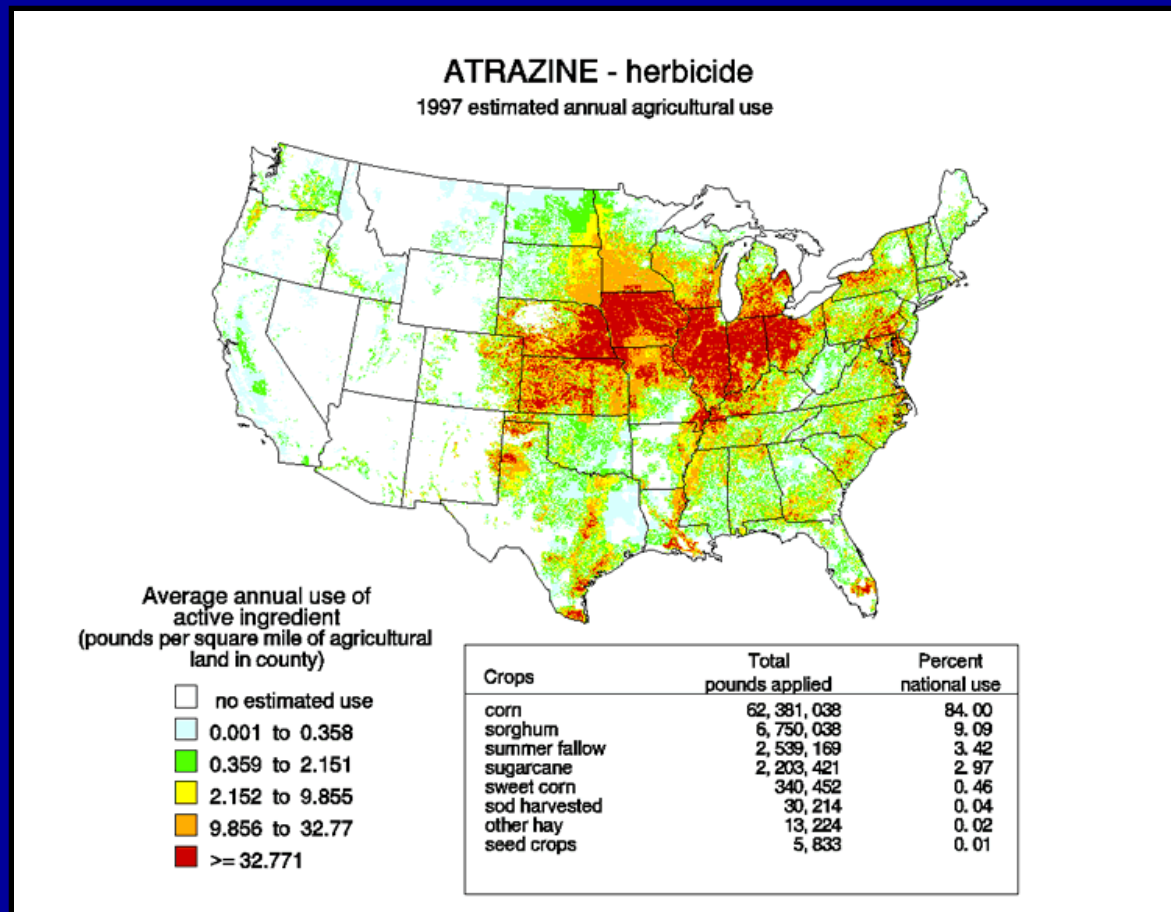 ATRAZINE - herbicide
1997 estimated annual agricultural use
Average annual use of
active ingredient
(pounds per square mile of agricultural
land in county)
no estimated use
0.001 to 0.358
0.359 to 2.151
2.152 to 9.855
9.856 to 32.77
>= 32.771
Crops Total pounds applied Percent national use
corn 62, 381, 038 84. 00
sorghum 6, 750, 038 9. 09
summer fallow 2, 539, 169 3. 42
sugarcane 2, 203, 421 2. 97
sweet corn 340, 452 0. 46
sod harvested 30, 214 0. 04
other hay 13, 224 0. 02
seed crops 5, 833 0. 01